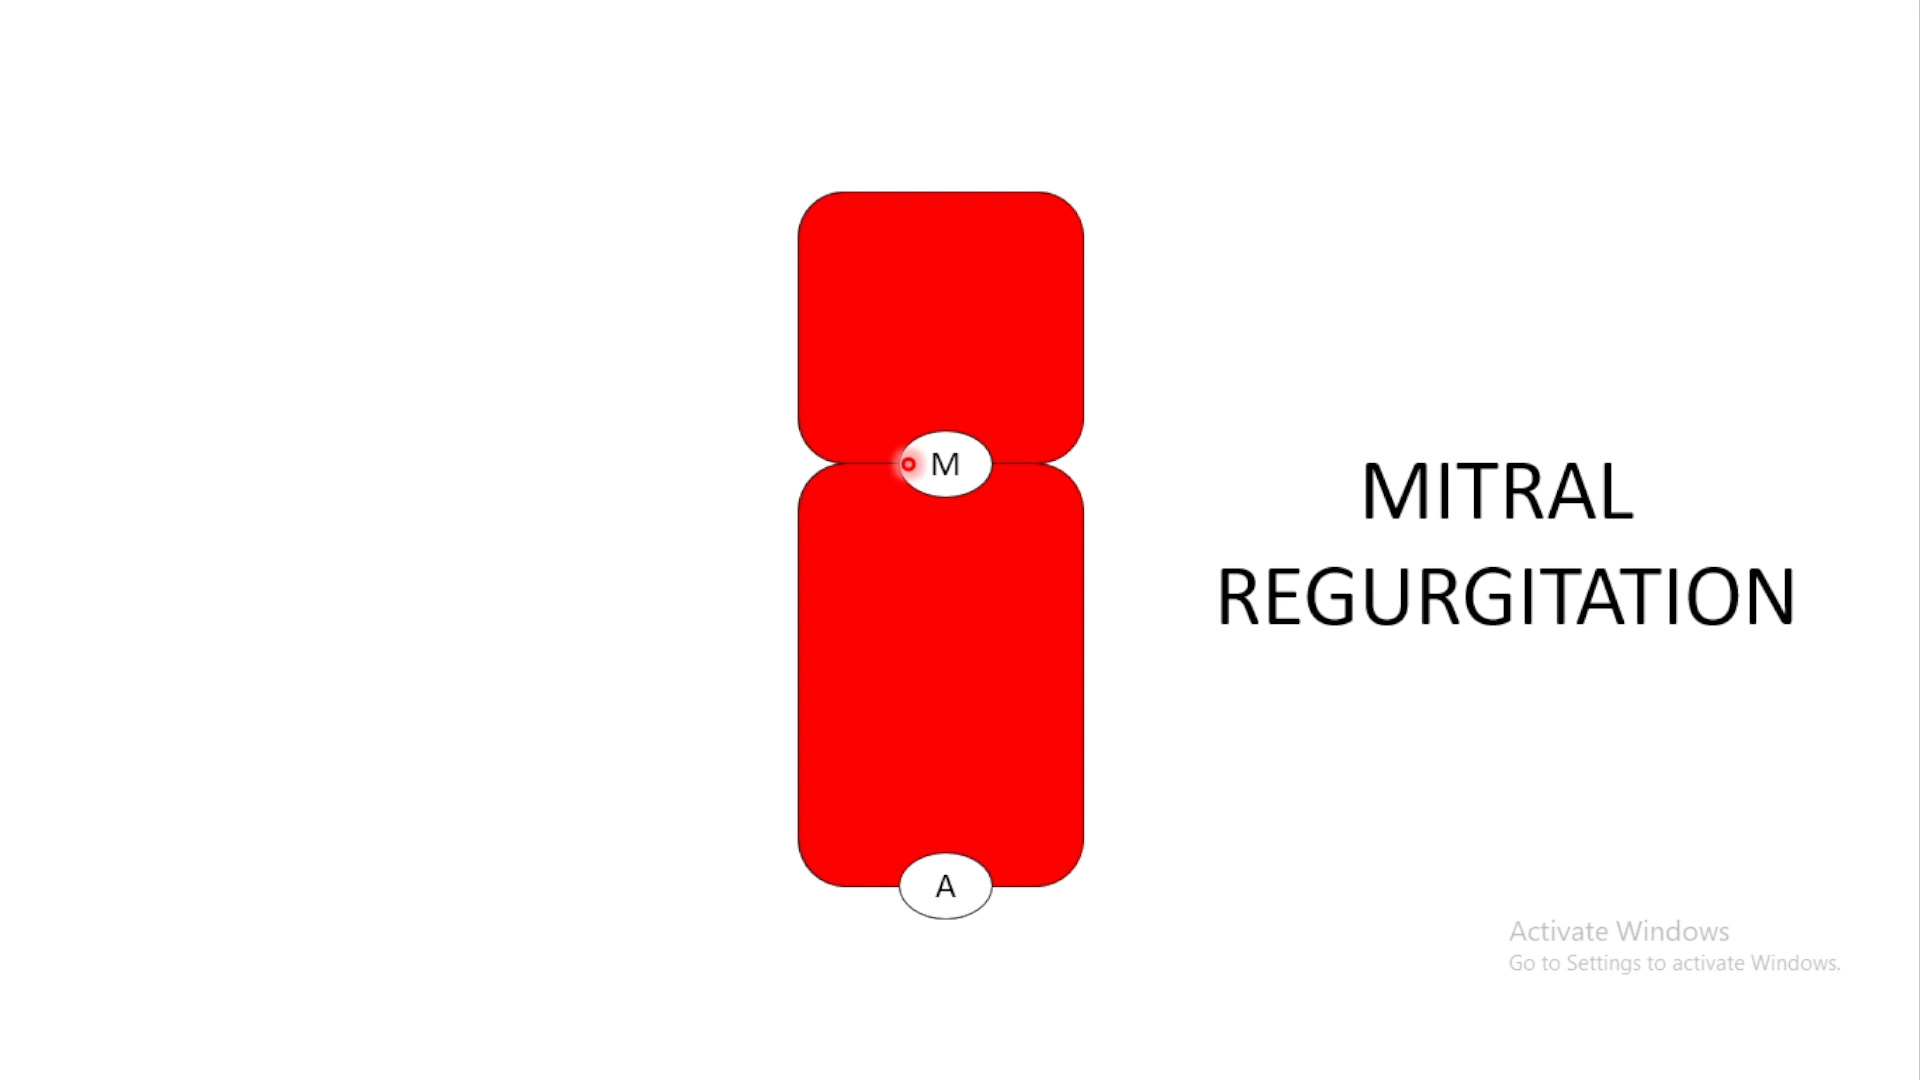 M
MITRAL
REGURGITATION
A
Activate Windows
Go to Settings to activate Windows.